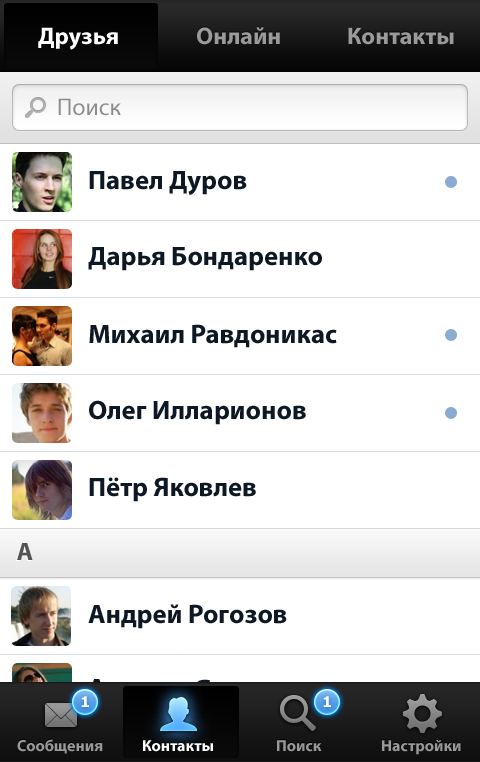 Друзья Онлайн Контакты
Поиск
Павел Дуров
Дарья Бондаренко
Михаил Равдоникас
Олег Илларионов
Пётр Яковлев
А
Андрей Рогозов
1 1
Сообщения Контакты Поиск Настройки